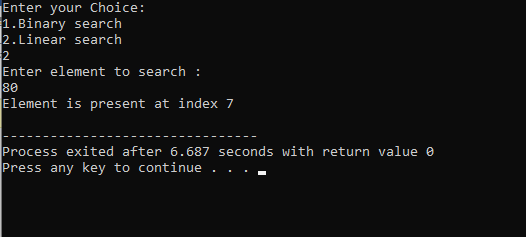 Enter your Choice:
1.Binary search
2.Linear search
2
Enter element to search :
80
Element is present at index 7
--------------------------------
Process exited after 6.687 seconds with return value 0
Press any key to continue . . .